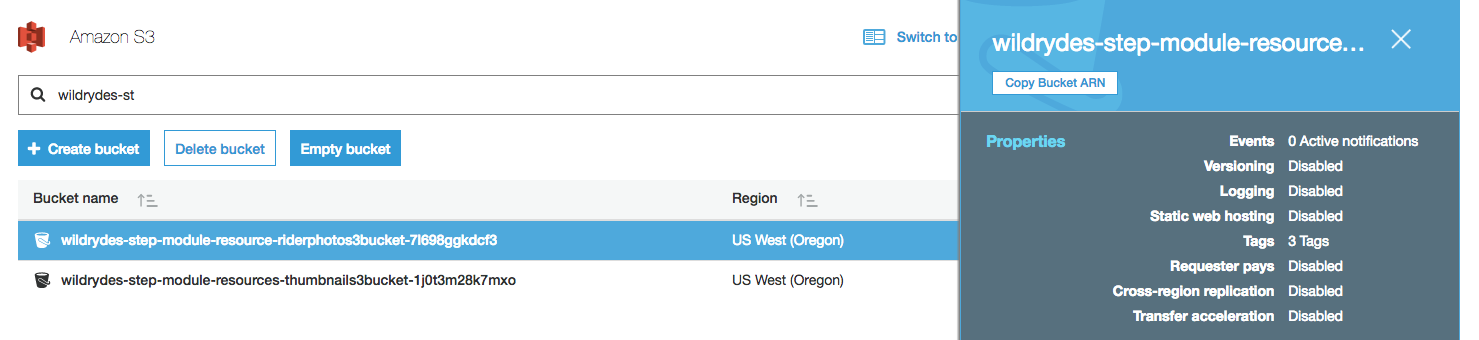 Amazon S3
Switch to
wildrydes-st
Create bucket
Delete bucket
Empty bucket
Bucket name
Region
wildrydes-step-module-resource-riderphotos3bucket-7l698ggkdcf3
US West (Oregon)
wildrydes-step-module-resources-thumbnails3bucket-1j0t3m28k7mxo
US West (Oregon)
wildrydes-step-module-resource...
Copy Bucket ARN
Properties
Events 0 Active notifications
Versioning Disabled
Logging Disabled
Static web hosting Disabled
Tags 3 Tags
Requester pays Disabled
Cross-region replication Disabled
Transfer acceleration Disabled